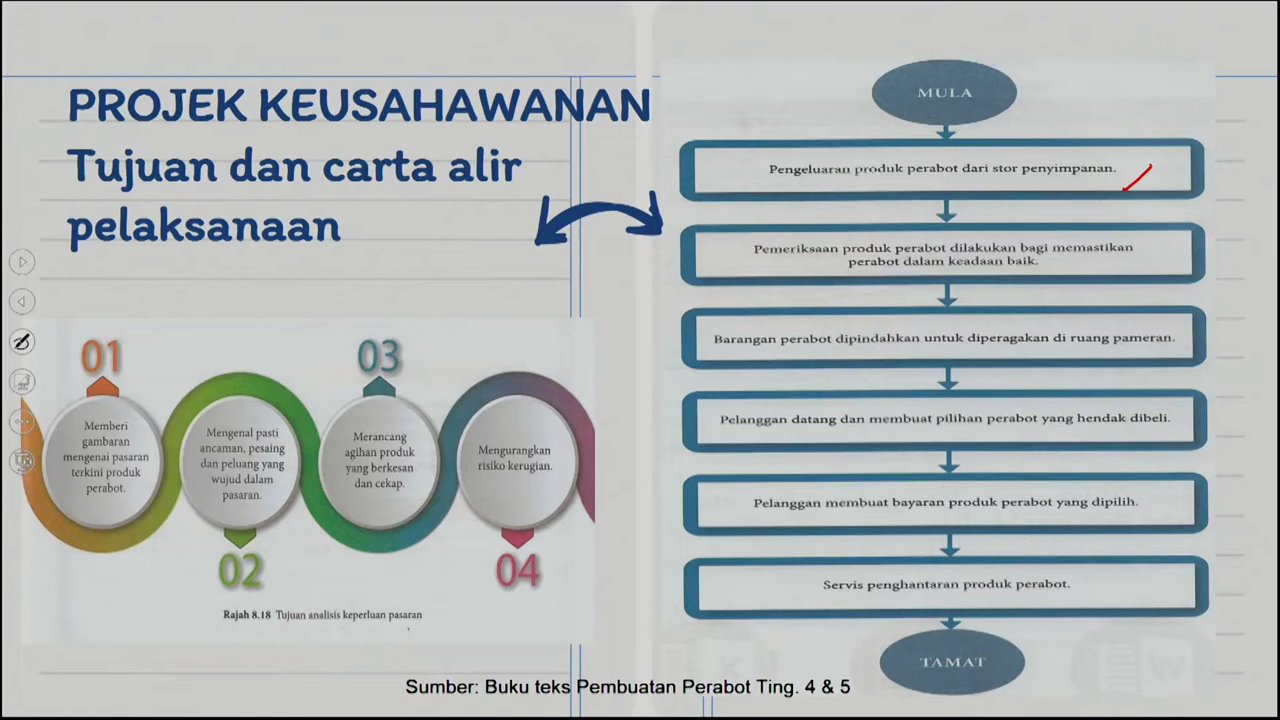 PROJEK KEUSAHAWANAN
Tujuan dan carta alir
pelaksanaan
01
Memberi
gambaran
mengenai pasaran
terkini produk
perabot.
Mengenal pasti
ancaman, pesaing
dan peluang yang
wujud dalam
pasaran.
02
03
Merancang
agihan produk
yang berkesan
dan cekap.
Mengurangkan
risiko kerugian.
04
Rajah 8.18 Tujuan analisis keperluan pasaran
MULA
Pengeluaran produk perabot dari stor penyimpanan.
Pemeriksaan produk perabot dilakukan bagi memastikan
perabot dalam keadaan baik.
Barangan perabot dipindahkan untuk diperagakan di ruang pameran.
Pelanggan datang dan membuat pilihan perabot yang hendak dibeli.
Pelanggan membuat bayaran produk perabot yang dipilih.
Servis penghantaran produk perabot.
TAMAT
Sumber: Buku teks Pembuatan Perabot Ting. 4 & 5